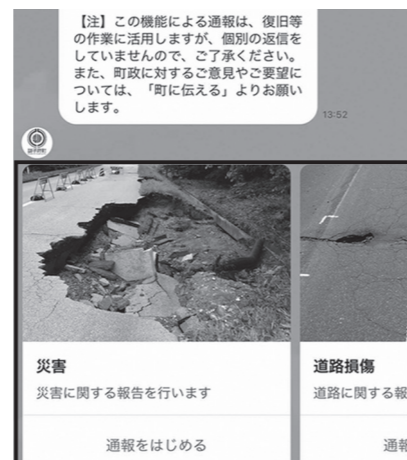 【注】この機能による通報は、復旧等
の作業に活用しますが、個別の返信を
していませんので、ご了承ください。
また、町政に対するご意見やご要望に
ついては、「町に伝える」よりお願い
します。
13:52
災害
災害に関する報告を行います
通報をはじめる
道路損傷
道路に関する報
通報